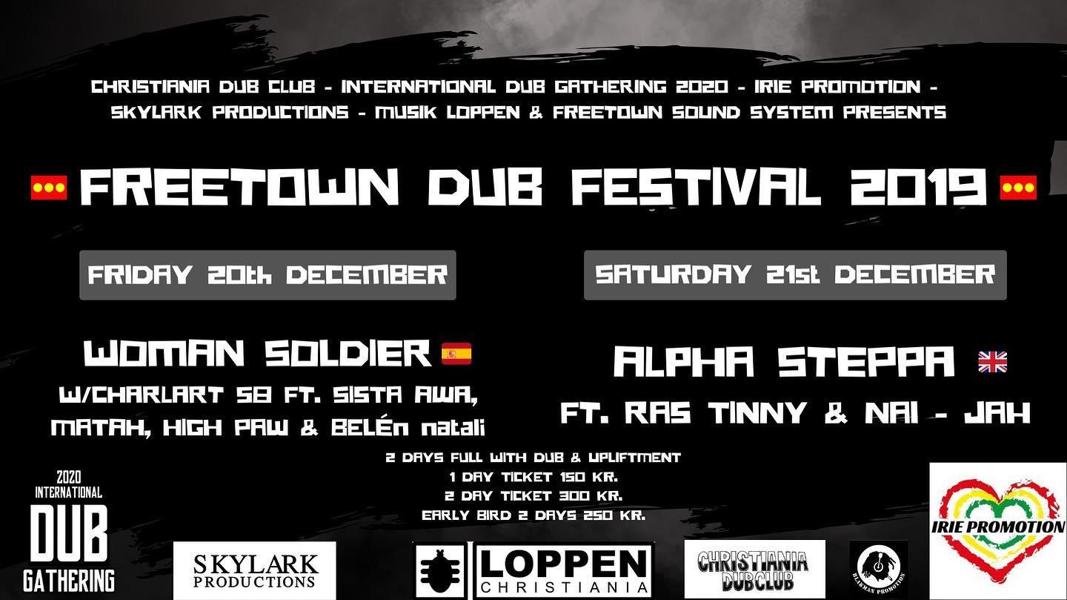 CHRISTIANIA DUB CLUB - INTERNATIONAL DUB GATHERING 2020 - IRIE PROMOTION -
SKYLARK PRODUCTIONS - MUSIK LOPPEN & FREETOWN SOUND SYSTEM PRESENTS
FREETOWN DUB FESTIVAL 2019
FRIDAY 20th DECEMBER
WOMAN SOLDIER
W/CHARLART 58 FT. SISTA AWA,
MATAH, HIGH PAW & BELÉn natali
SATURDAY 21st DECEMBER
ALPHA STEPPA
FT. RAS TINNY & NAI - JAH
2 DAYS FULL WITH DUB & UPLIFTMENT
1 DAY TICKET 150 KR.
2 DAY TICKET 300 KR.
EARLY BIRD 2 DAYS 250 KR.
2020
INTERNATIONAL
DUB
GATHERING
SKYLARK
PRODUCTIONS
LOPPEN
CHRISTIANIA
CHRISTIANIA
DUBCLUB
PROMOTION
IRIE PROMOTION